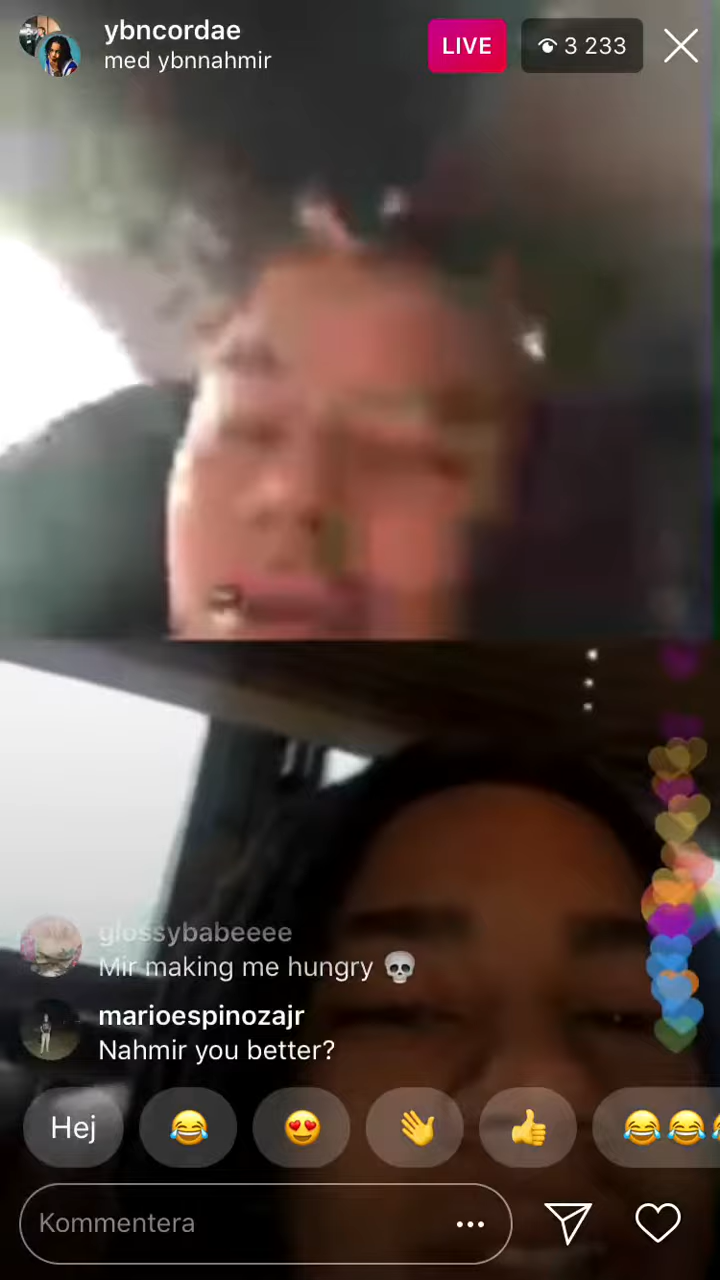 ybncordae
med ybnnahmir
LIVE
3 233
glossybabeeee
Mir making me hungry 💀
marioespinozajr
Nahmir you better?
Hej 😂 😍 👋 👍 😂😂
Kommentera